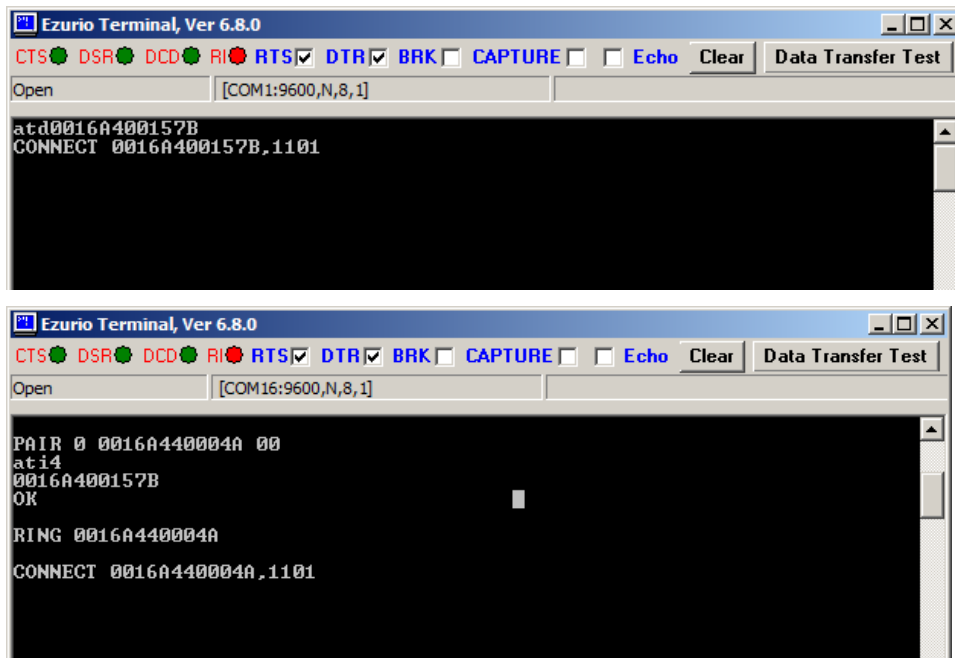 Ezurio Terminal, Ver 6.8.0
CTS DSR DCD RI RTS DTR BRK CAPTURE Echo Clear Data Transfer Test
Open [COM1:9600,N,8,1]
atd0016A400157B
CONNECT 0016A400157B,1101
Ezurio Terminal, Ver 6.8.0
CTS DSR DCD RI RTS DTR BRK CAPTURE Echo Clear Data Transfer Test
Open [COM16:9600,N,8,1]
PAIR 0 0016A440004A 00
ati4
0016A400157B
OK
RING 0016A440004A
CONNECT 0016A440004A,1101